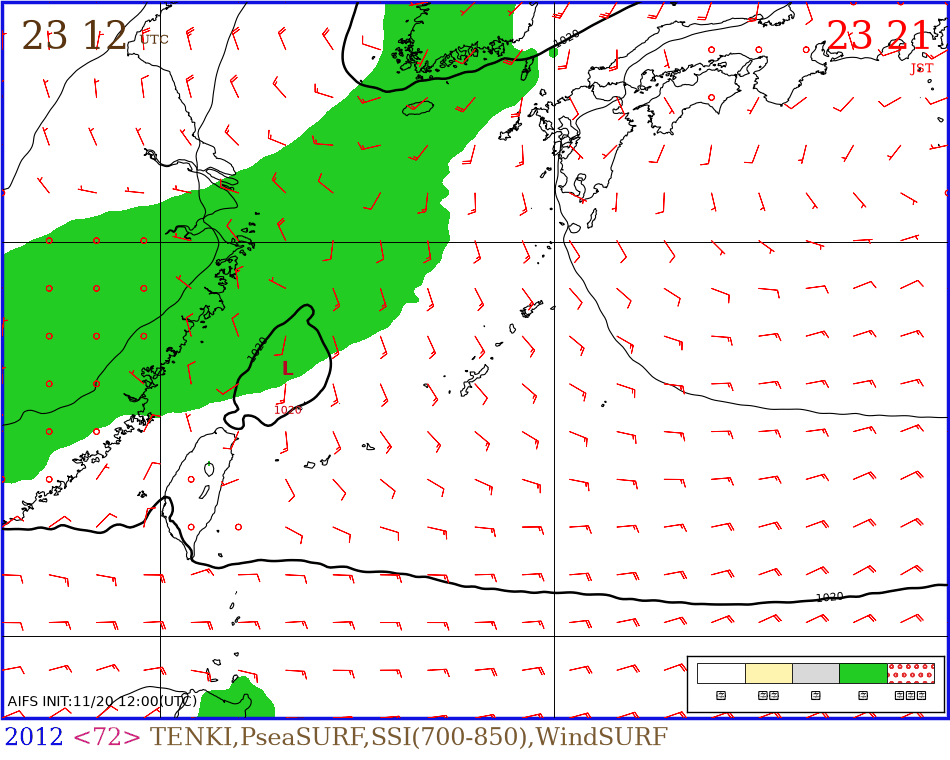 23 12 UTC
23 21
JST
1020
1020
L
1020
1020
AIFS INIT:11/20 12:00(UTC)
2012 <72> TENKI,PseaSURF,SSI(700-850),WindSURF